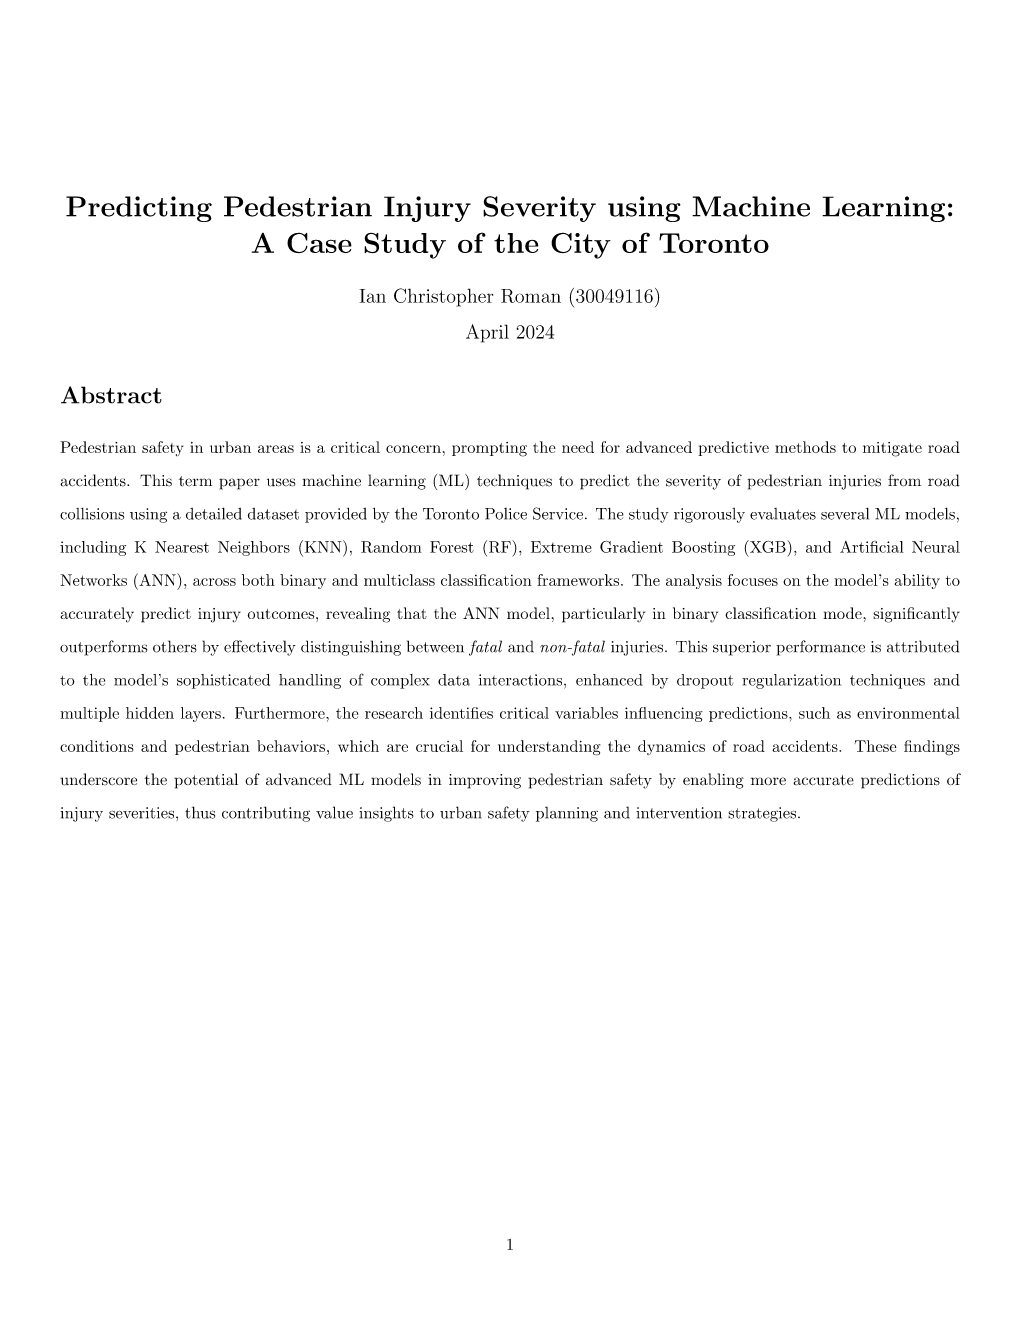 Predicting Pedestrian Injury Severity using Machine Learning:
A Case Study of the City of Toronto
Ian Christopher Roman (30049116)
April 2024
Abstract
Pedestrian safety in urban areas is a critical concern, prompting the need for advanced predictive methods to mitigate road
accidents. This term paper uses machine learning (ML) techniques to predict the severity of pedestrian injuries from road
collisions using a detailed dataset provided by the Toronto Police Service. The study rigorously evaluates several ML models,
including K Nearest Neighbors (KNN), Random Forest (RF), Extreme Gradient Boosting (XGB), and Artificial Neural
Networks (ANN), across both binary and multiclass classification frameworks. The analysis focuses on the model's ability to
accurately predict injury outcomes, revealing that the ANN model, particularly in binary classification mode, significantly
outperforms others by effectively distinguishing between fatal and non-fatal injuries. This superior performance is attributed
to the model's sophisticated handling of complex data interactions, enhanced by dropout regularization techniques and
multiple hidden layers. Furthermore, the research identifies critical variables influencing predictions, such as environmental
conditions and pedestrian behaviors, which are crucial for understanding the dynamics of road accidents. These findings
underscore the potential of advanced ML models in improving pedestrian safety by enabling more accurate predictions of
injury severities, thus contributing value insights to urban safety planning and intervention strategies.
1